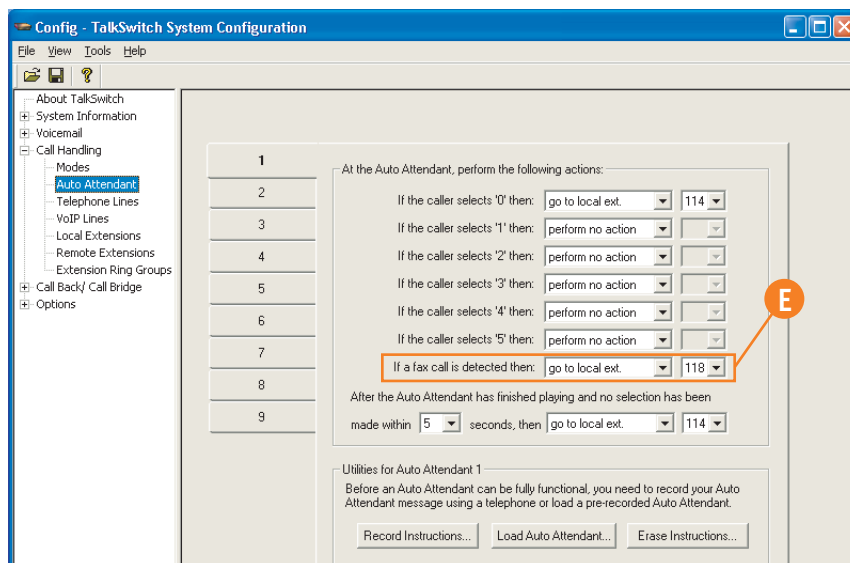 Config - TalkSwitch System Configuration
File View Tools Help
About TalkSwitch
System Information
Voicemail
Call Handling
Modes
Auto Attendant
Telephone Lines
VoIP Lines
Local Extensions
Remote Extensions
Extension Ring Groups
Call Back/ Call Bridge
Options
1
2
3
4
5
6
7
8
9
At the Auto Attendant, perform the following actions:
If the caller selects '0' then: go to local ext. 114
If the caller selects '1' then: perform no action
If the caller selects '2' then: perform no action
If the caller selects '3' then: perform no action
If the caller selects '4' then: perform no action
If the caller selects '5' then: perform no action
If a fax call is detected then: go to local ext. 118
E
After the Auto Attendant has finished playing and no selection has been
made within 5 seconds, then go to local ext. 114
Utilities for Auto Attendant 1
Before an Auto Attendant can be fully functional, you need to record your Auto
Attendant message using a telephone or load a pre-recorded Auto Attendant.
Record Instructions... Load Auto Attendant... Erase Instructions...